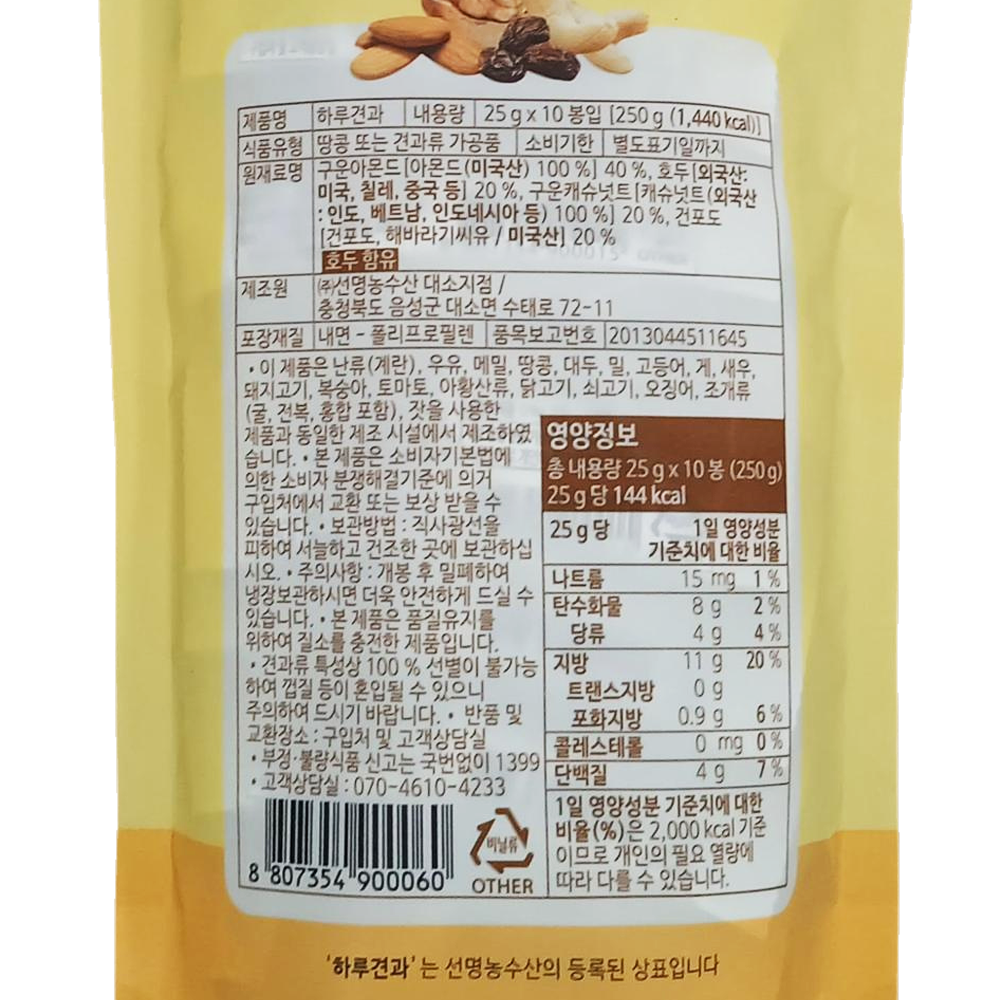 제품명 하루견과 내용량 25 g x 10 봉입 [250 g (1,440 kcal)]
식품유형 땅콩 또는 견과류 가공품 소비기한 별도표기일까지
원재료명 구운아몬드 [아몬드(미국산) 100 %] 40 %, 호두[외국산:
미국, 칠레, 중국 등] 20 %, 구운캐슈넛트 [캐슈넛트(외국산
: 인도, 베트남, 인도네시아 등) 100 %] 20 %, 건포도
[건포도, 해바라기씨유 / 미국산] 20 %
호두 함유
제조원 ㈜선명농수산 대소지점 /
충청북도 음성군 대소면 수태로 72-11
포장재질 내면 - 폴리프로필렌 품목보고번호 2013044511645
• 이 제품은 난류(계란), 우유, 메밀, 땅콩, 대두, 밀, 고등어, 게, 새우,
돼지고기, 복숭아, 토마토, 아황산류, 닭고기, 쇠고기, 오징어, 조개류
(굴, 전복, 홍합 포함), 잣을 사용한
제품과 동일한 제조 시설에서 제조하였
습니다. • 본 제품은 소비자기본법에
의한 소비자 분쟁해결기준에 의거
구입처에서 교환 또는 보상 받을 수
있습니다. • 보관방법 : 직사광선을
피하여 서늘하고 건조한 곳에 보관하십
시오. • 주의사항 : 개봉 후 밀폐하여
냉장보관하시면 더욱 안전하게 드실 수
있습니다. • 본 제품은 품질유지를
위하여 질소를 충전한 제품입니다.
• 견과류 특성상 100 % 선별이 불가능
하여 껍질 등이 혼입될 수 있으니
주의하여 드시기 바랍니다. • 반품 및
교환장소 : 구입처 및 고객상담실
• 부정·불량식품 신고는 국번없이 1399
• 고객상담실 : 070-4610-4233
영양정보
총 내용량 25 g x 10 봉 (250 g)
25 g 당 144 kcal
25 g 당 1일 영양성분
기준치에 대한 비율
나트륨 15 mg 1 %
탄수화물 8 g 2 %
당류 4 g 4 %
지방 11 g 20 %
트랜스지방 0 g
포화지방 0.9 g 6 %
콜레스테롤 0 mg 0 %
단백질 4 g 7 %
1일 영양성분 기준치에 대한
비율(%)은 2,000 kcal 기준
이므로 개인의 필요 열량에
따라 다를 수 있습니다.
비닐류
OTHER
8 807354 900060
'하루견과'는 선명농수산의 등록된 상표입니다